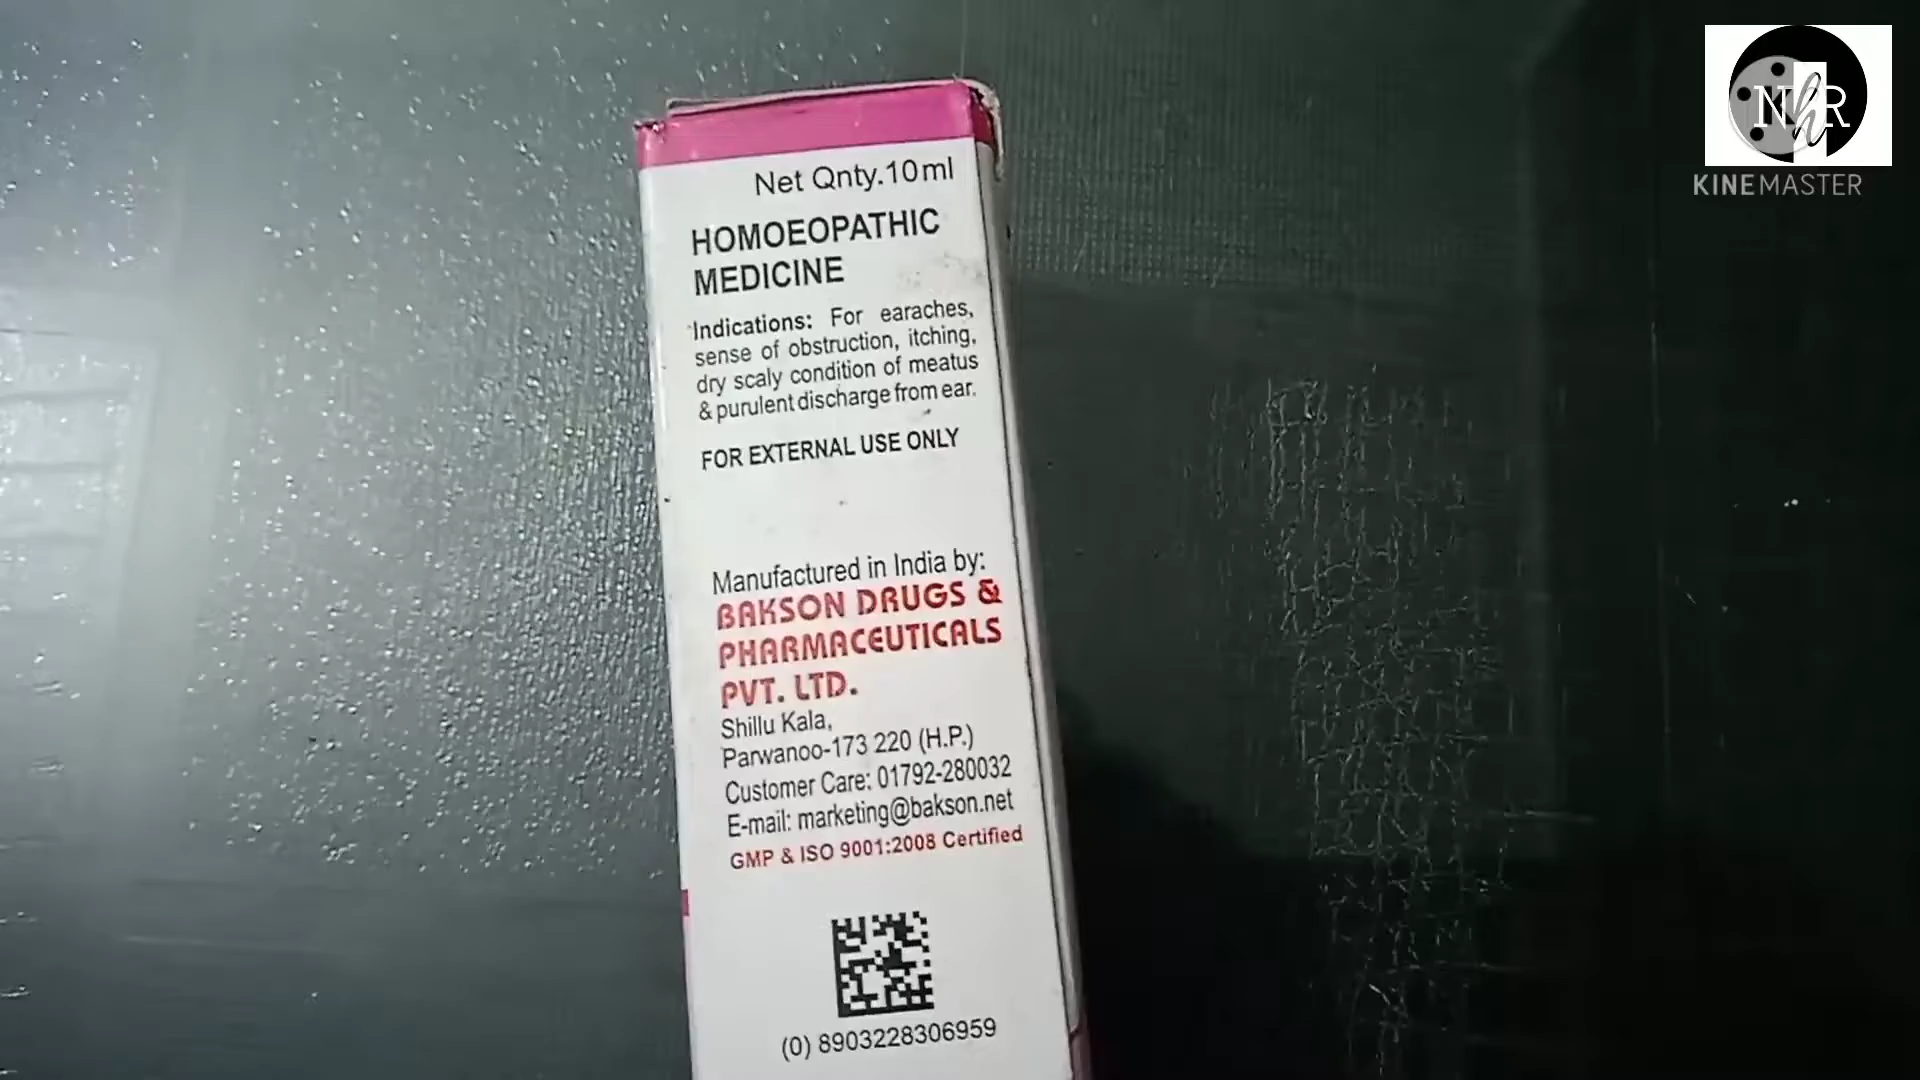 NhR
KINEMASTER
Net Qnty.10ml
HOMOEOPATHIC
MEDICINE
Indications: For earaches,
sense of obstruction, itching,
dry scaly condition of meatus
& purulent discharge from ear.
FOR EXTERNAL USE ONLY
Manufactured in India by:
BAKSON DRUGS &
PHARMACEUTICALS
PVT. LTD.
Shillu Kala,
Parwanoo-173 220 (H.P.)
Customer Care: 01792-280032
E-mail: marketing@bakson.net
GMP & ISO 9001:2008 Certified
(0) 8903228306959